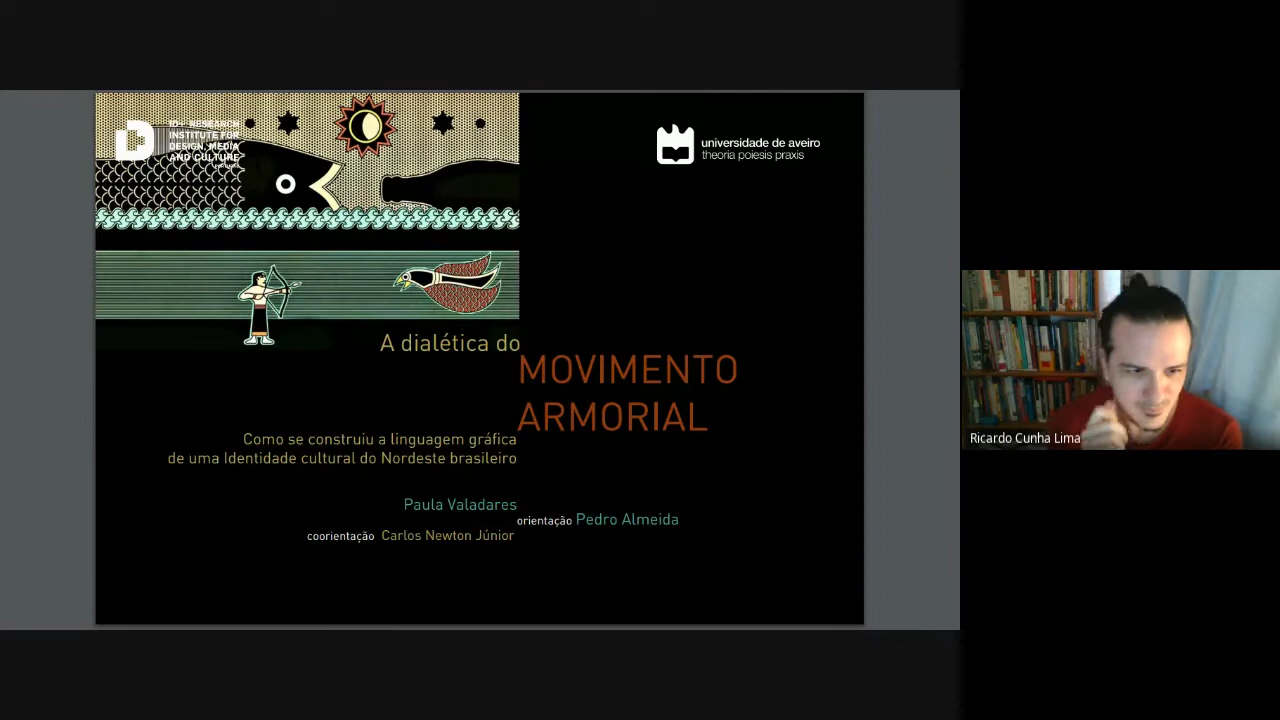 RESEARCH
INSTITUTE FOR
DESIGN, MEDIA
AND CULTURE
universidade de aveiro
theoria poiesis praxis
A dialética do
MOVIMENTO
ARMORIAL
Como se construiu a linguagem gráfica
de uma Identidade cultural do Nordeste brasileiro
Paula Valadares
orientação Pedro Almeida
coorientação Carlos Newton Júnior
Ricardo Cunha Lima